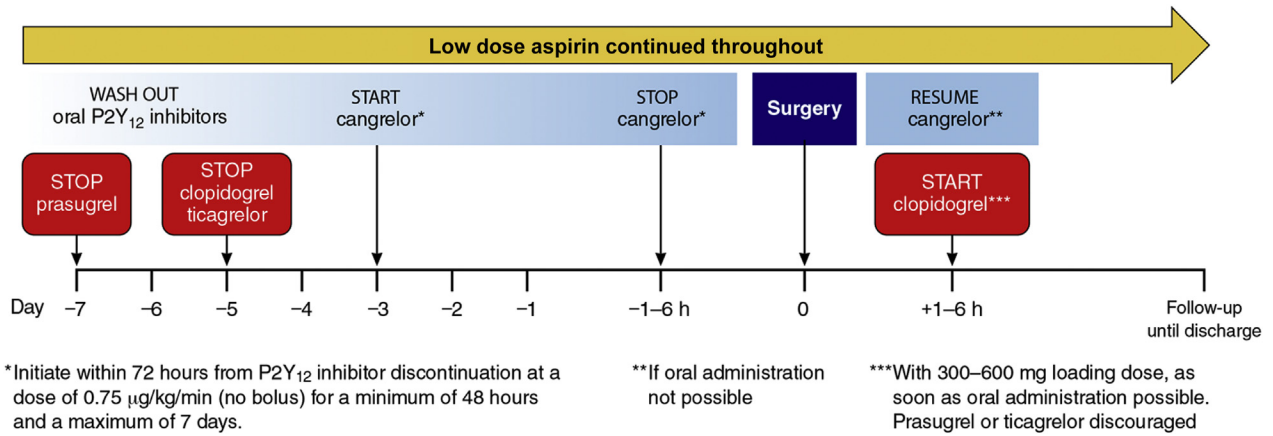 Low dose aspirin continued throughout
WASH OUT
oral P2Y12 inhibitors
START
cangrelor*
STOP
cangrelor*
Surgery
RESUME
cangrelor**
STOP
prasugrel
STOP
clopidogrel
ticagrelor
START
clopidogrel***
Day −7 −6 −5 −4 −3 −2 −1 −1–6 h 0 +1–6 h Follow-up
until discharge
*Initiate within 72 hours from P2Y12 inhibitor discontinuation at a
dose of 0.75 μg/kg/min (no bolus) for a minimum of 48 hours
and a maximum of 7 days.
**If oral administration
not possible
***With 300–600 mg loading dose, as
soon as oral administration possible.
Prasugrel or ticagrelor discouraged